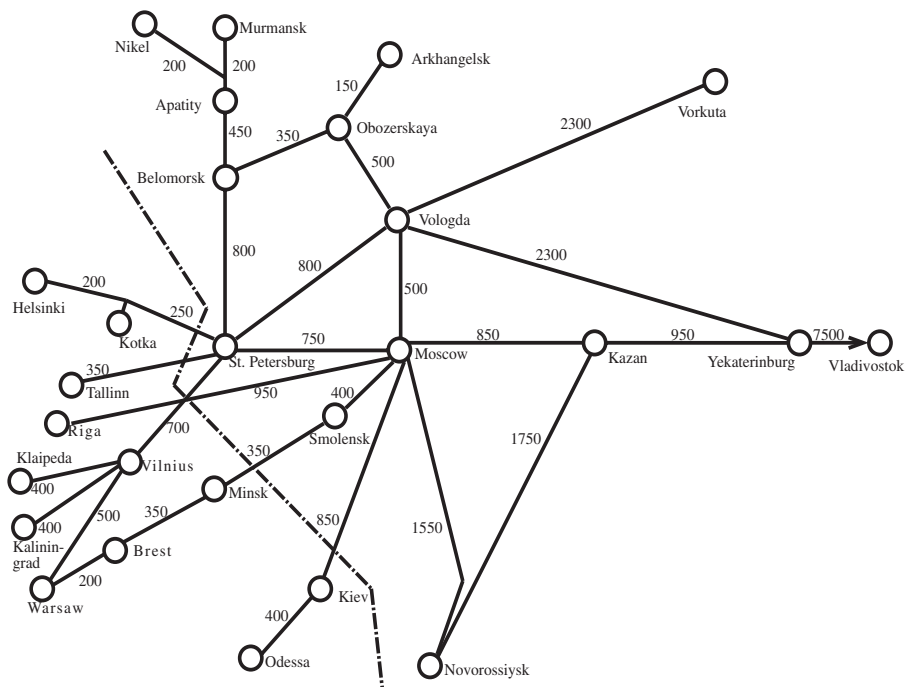 Murmansk
Nikel
Arkhangelsk
200
200
150
Vorkuta
Apatity
2300
Obozerskaya
450
350
500
Belomorsk
Vologda
800
800
2300
200
500
Helsinki
250
Kotka
750
850
950
7500
St. Petersburg
Moscow
Kazan
Yekaterinburg
Vladivostok
350
Tallinn
950
400
Riga
700
Smolensk
1750
Klaipeda
350
Vilnius
400
Minsk
500
350
850
1550
400
Kalinin-
grad
Brest
200
Warsaw
Kiev
400
Odessa
Novorossiysk